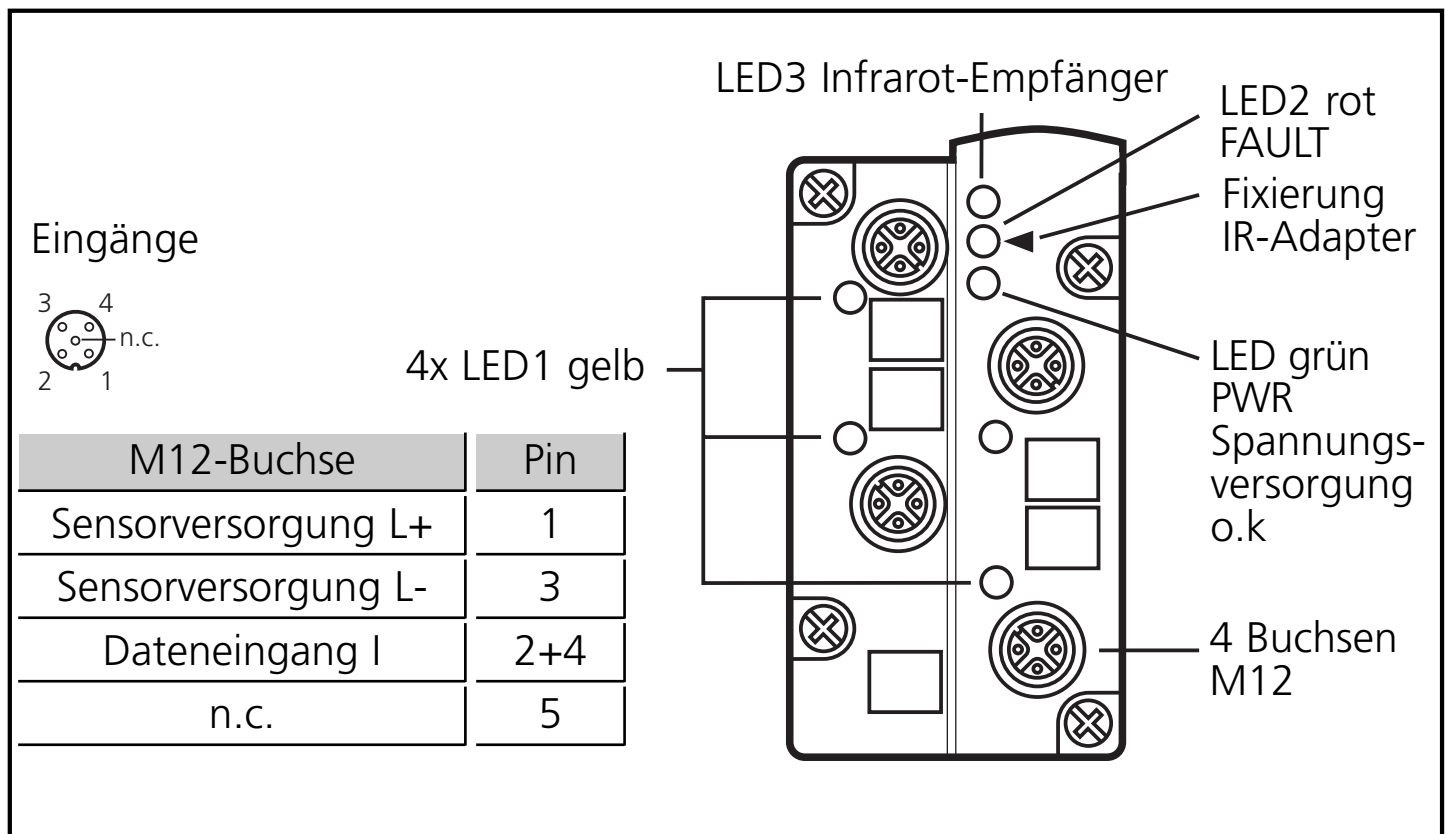 LED3 Infrarot-Empfänger
LED2 rot
FAULT
Fixierung
IR-Adapter
Eingänge
3 4
n.c.
2 1
4x LED1 gelb
LED grün
PWR
Spannungs-
versorgung
o.k
M12-Buchse Pin
Sensorversorgung L+ 1
Sensorversorgung L- 3
Dateneingang I 2+4
n.c. 5
4 Buchsen
M12